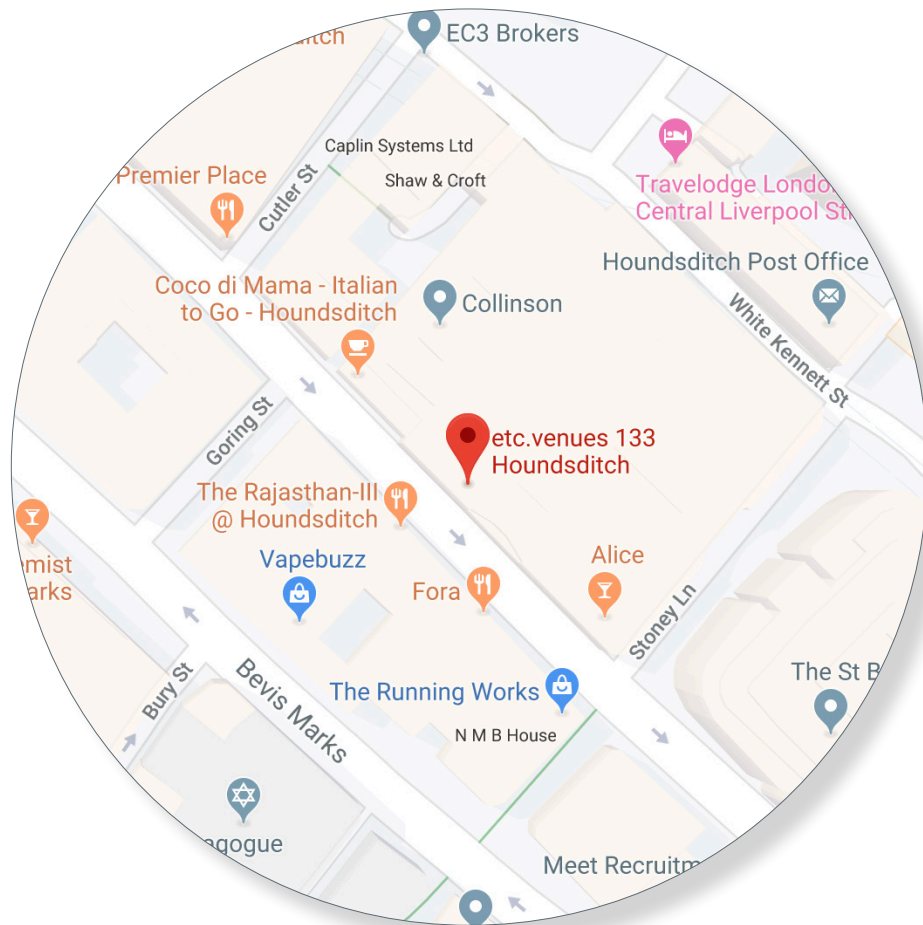 EC3 Brokers
Caplin Systems Ltd
Shaw & Croft
Premier Place
Cutler St
Travelodge
Central Liverpool
Houndsditch Post Office
Coco di Mama - Italian
to Go - Houndsditch
Collinson
White Kennett St
Goring St
etc.venues 133
Houndsditch
The Rajasthan-III
@ Houndsditch
Vapebuzz
Alice
Fora
Stoney Ln
The Running Works
The St
Bury St
Bevis Marks
N M B House
Meet